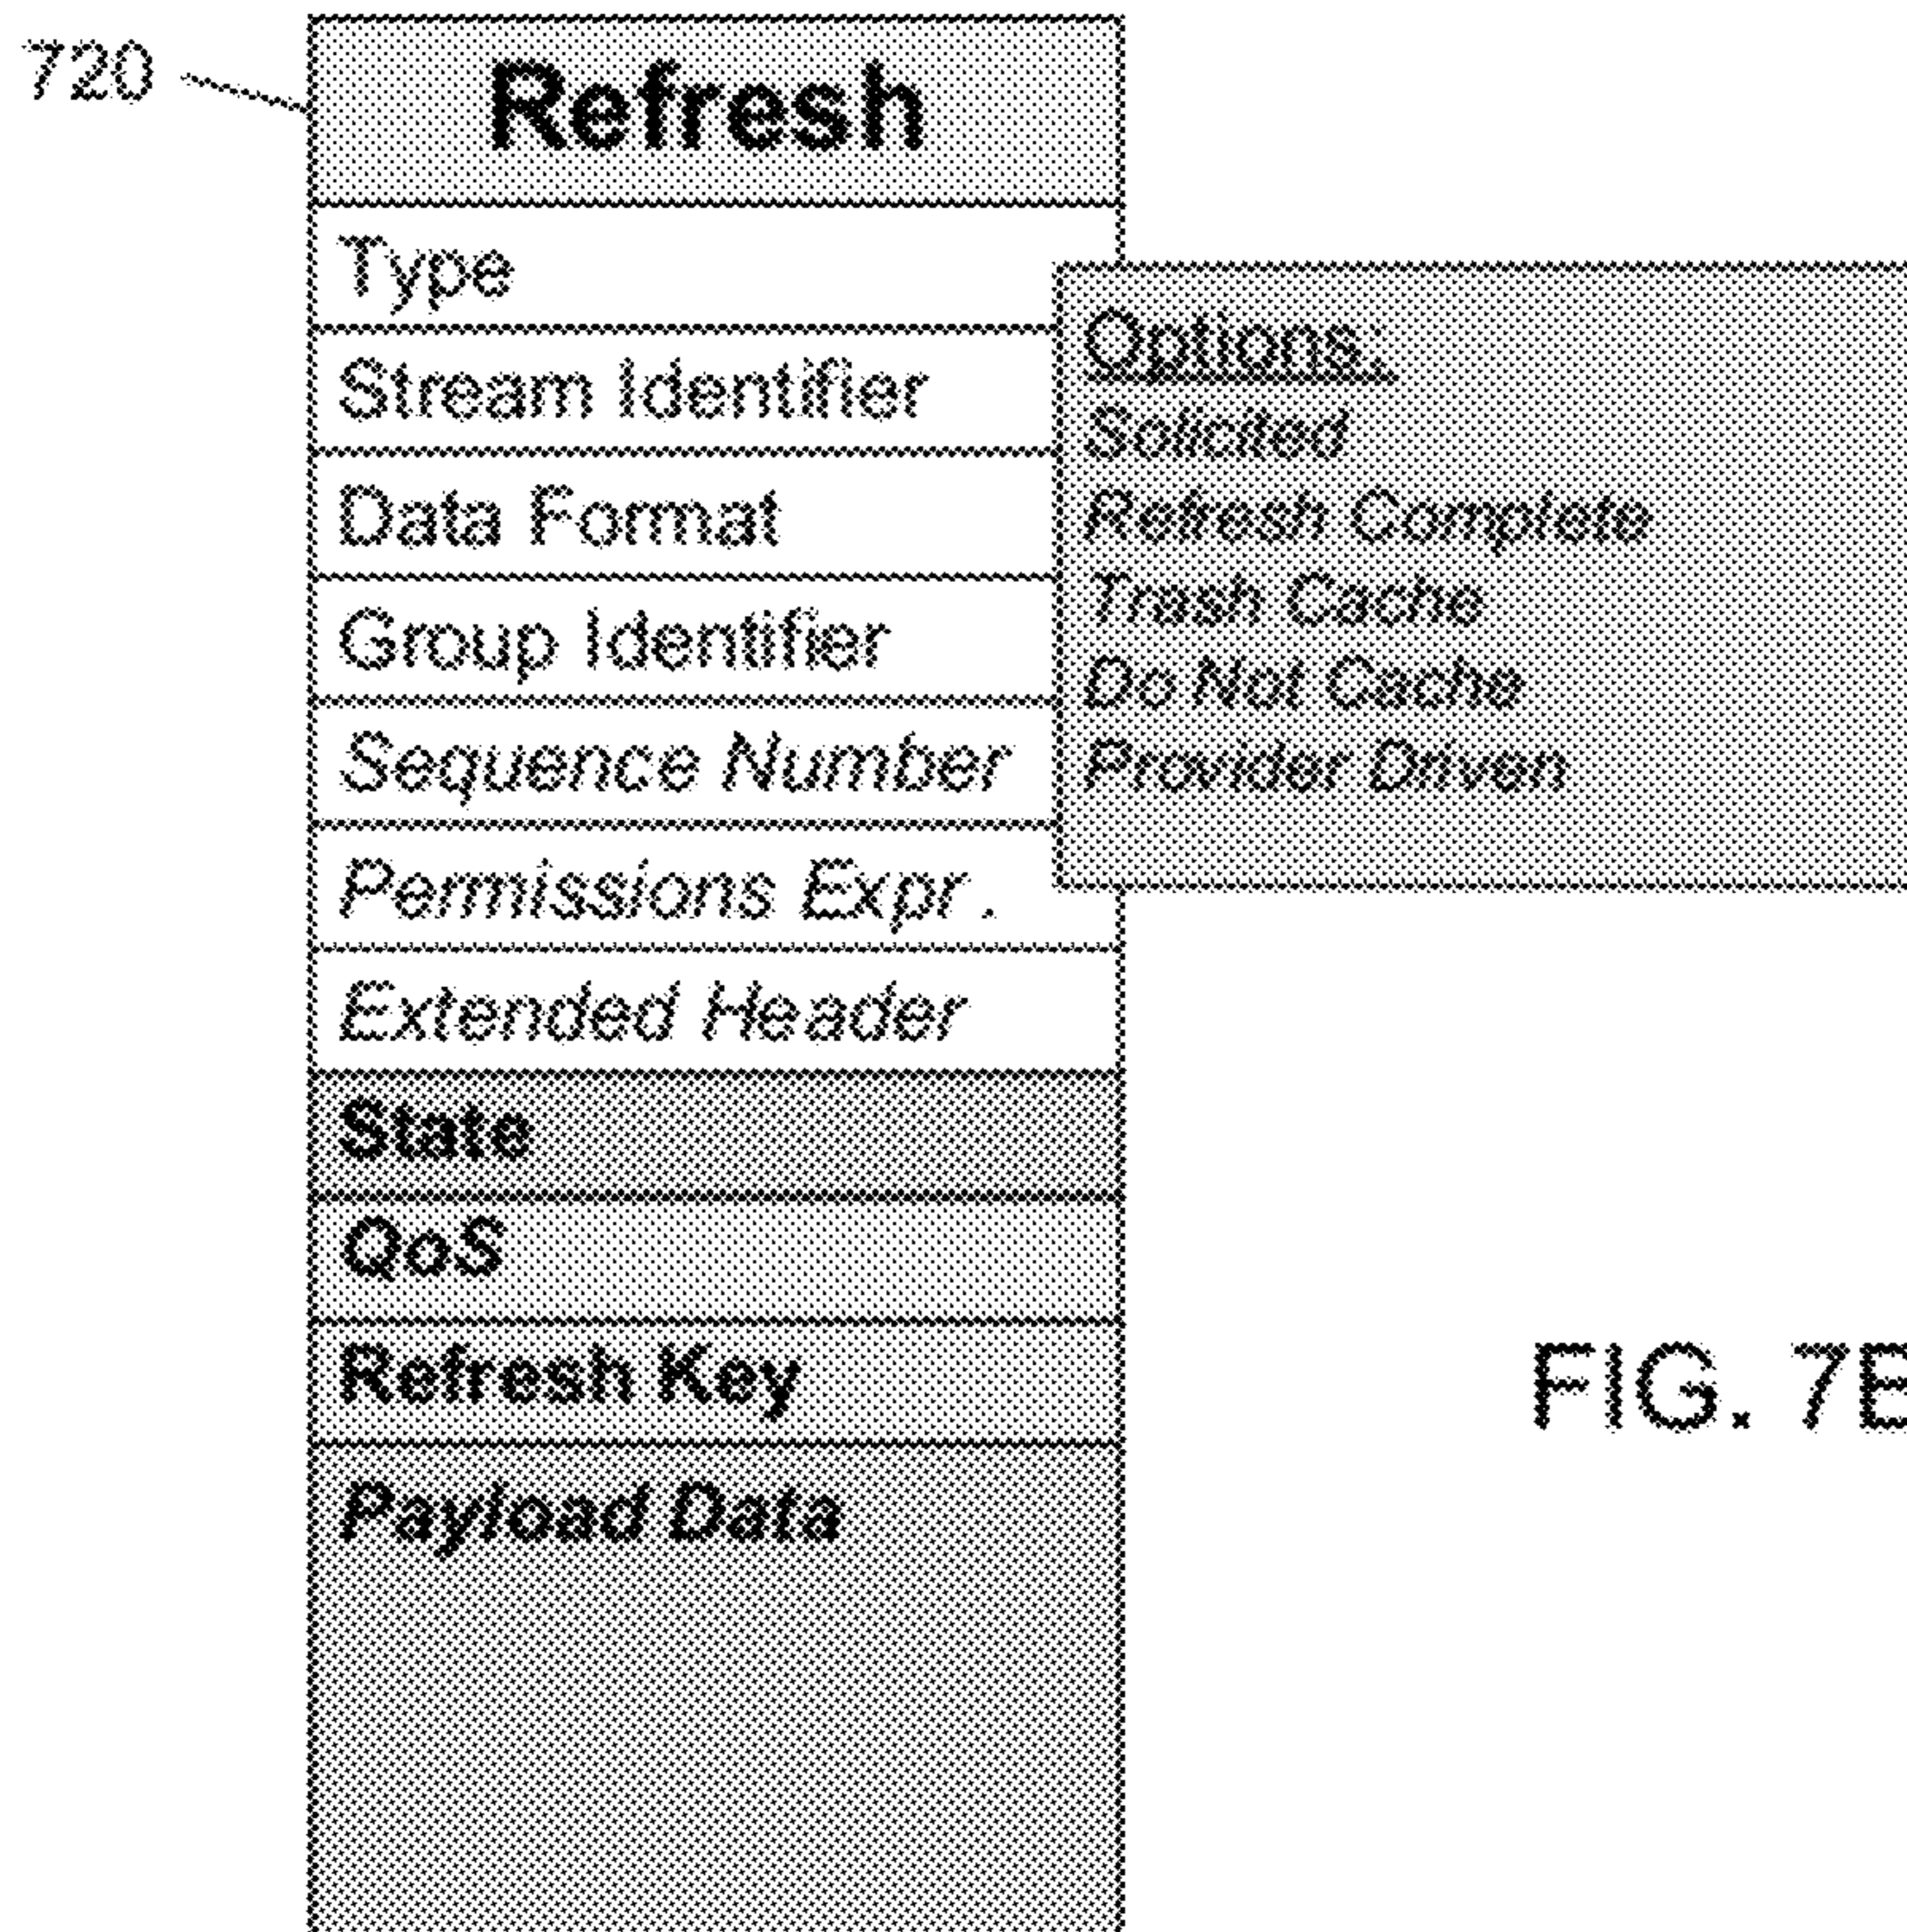 720
Refresh
Type
Stream Identifier
Data Format
Group Identifier
Sequence Number
Permissions Expr.
Extended Header
State
QoS
Refresh Key
Payload Data
Options:
Solicited
Refresh Complete
Trash Cache
Do Not Cache
Provider Driven
FIG. 7B